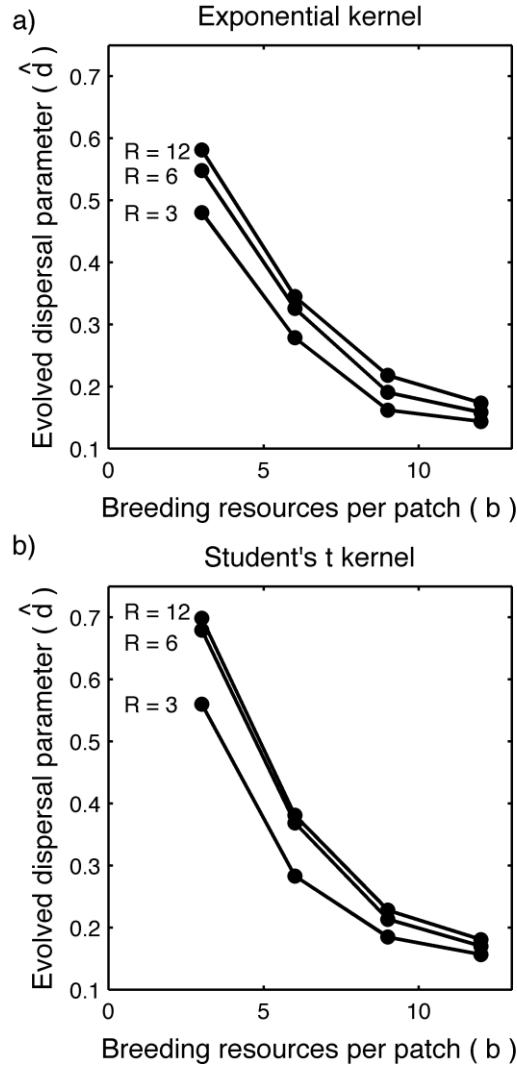 a)
Exponential kernel
Evolved dispersal parameter ( d̂ )
0.7
0.6
0.5
0.4
0.3
0.2
0.1
R = 12
R = 6
R = 3
0
5
10
Breeding resources per patch ( b )
b)
Student's t kernel
Evolved dispersal parameter ( d̂ )
0.7
0.6
0.5
0.4
0.3
0.2
0.1
R = 12
R = 6
R = 3
0
5
10
Breeding resources per patch ( b )